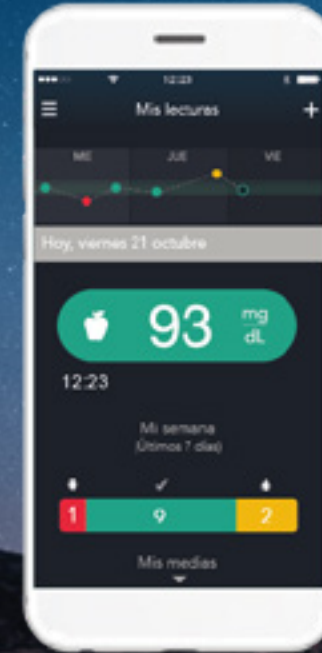 12:23
Mis lecturas
MIE JUE VIE
Hoy, viernes 21 octubre
93 mg dL
12:23
Mi semana
(Últimos 7 días)
1 9 2
Mis medias